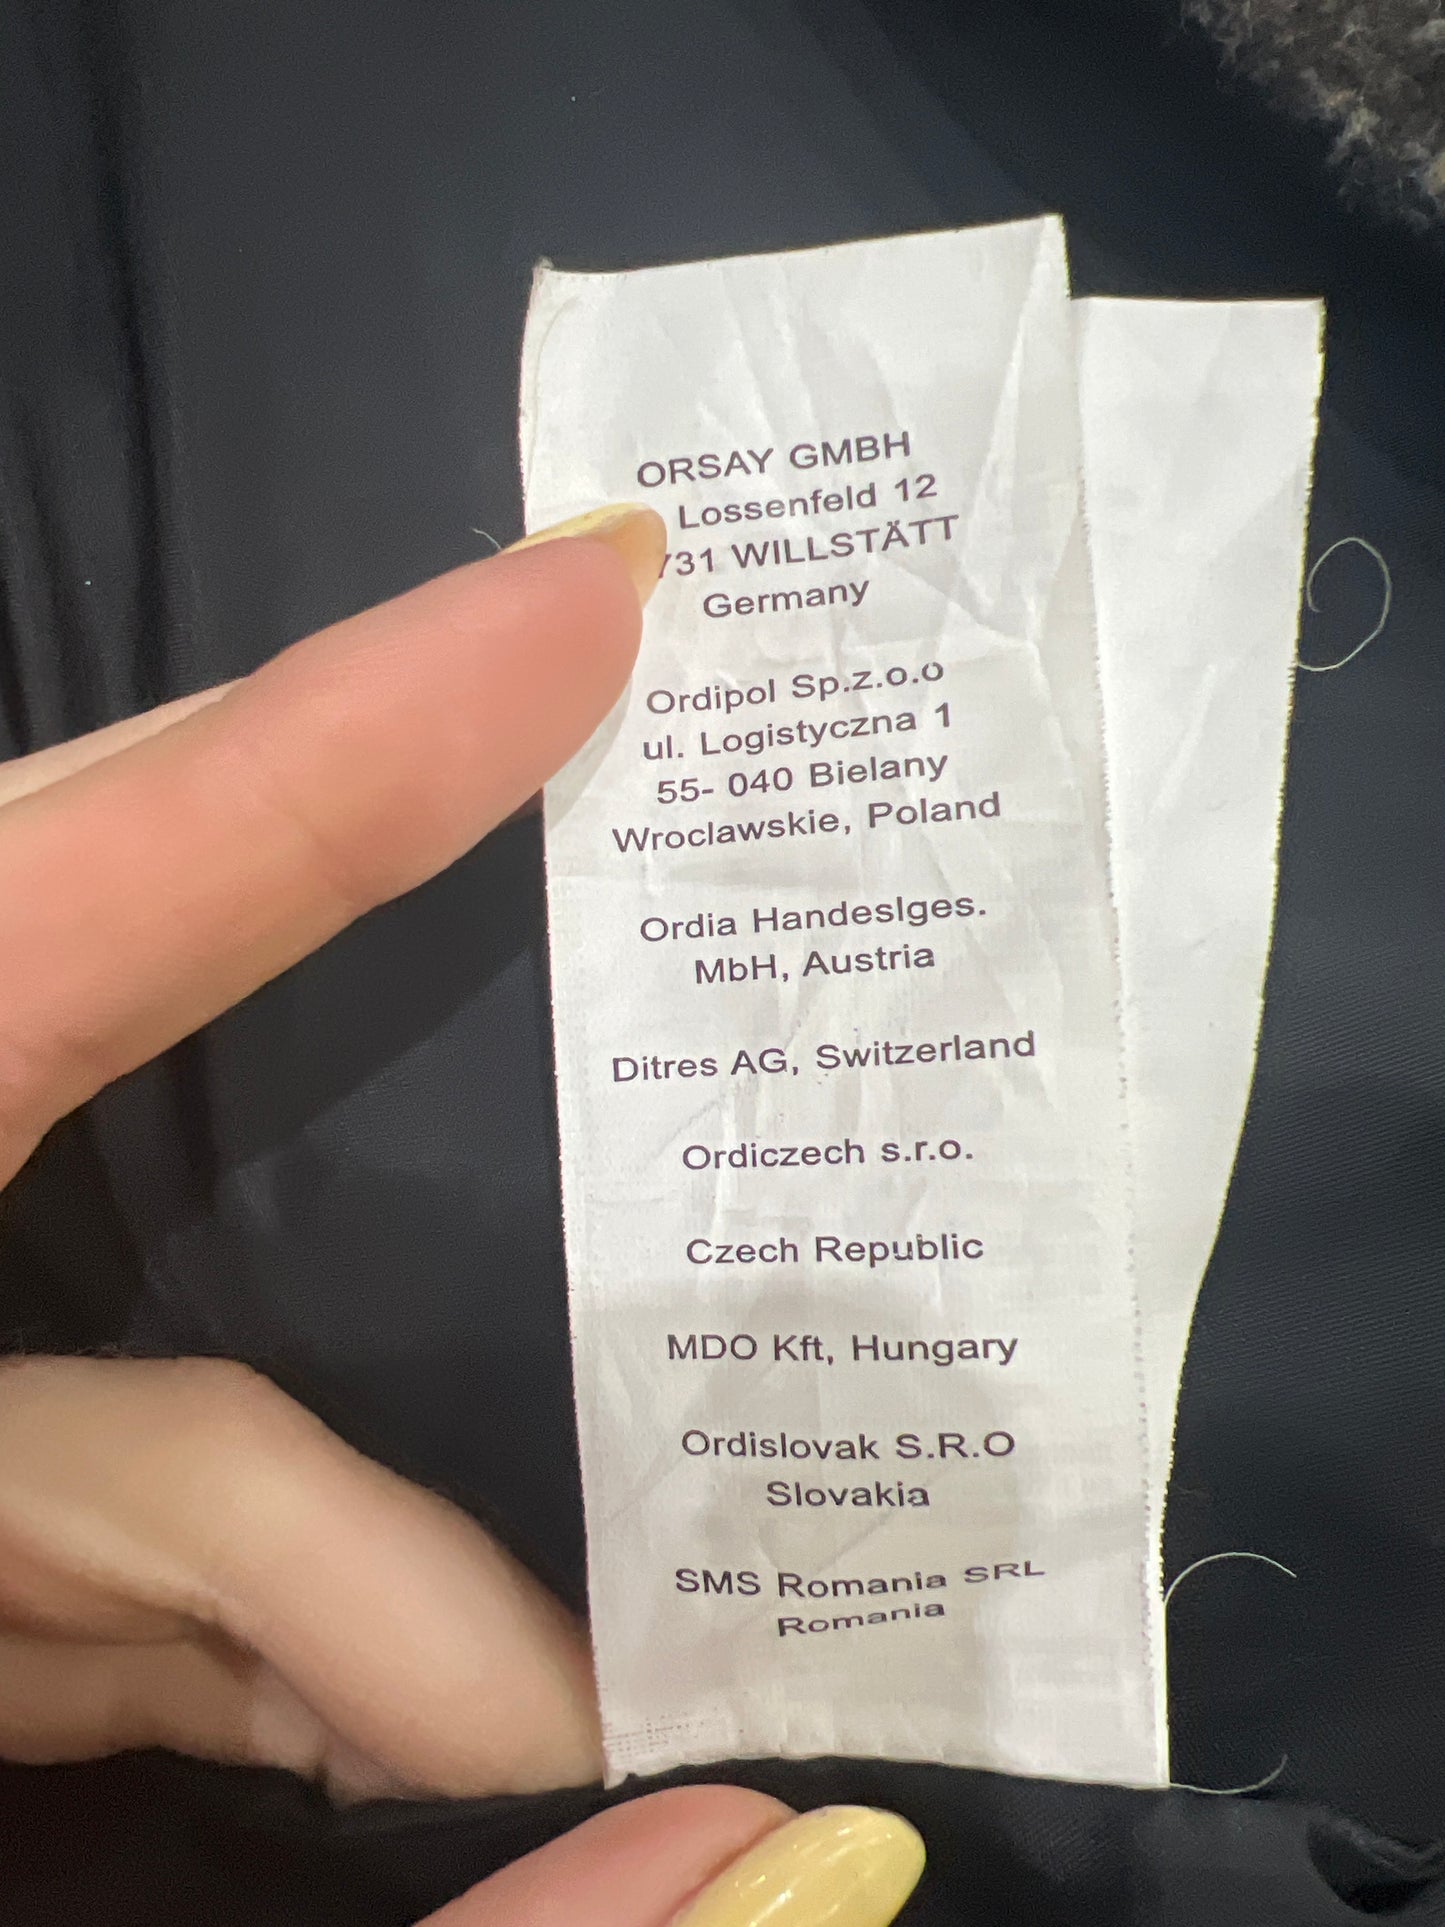 ORSAY GMBH
Lossenfeld 12
731 WILLSTÄTT
Germany
Ordipol Sp.z.o.o
ul. Logistyczna 1
55- 040 Bielany
Wroclawskie, Poland
Ordia Handeslges.
MbH, Austria
Ditres AG, Switzerland
Ordiczech s.r.o.
Czech Republic
MDO Kft, Hungary
Ordislovak S.R.O
Slovakia
SMS Romania SRL
Romania